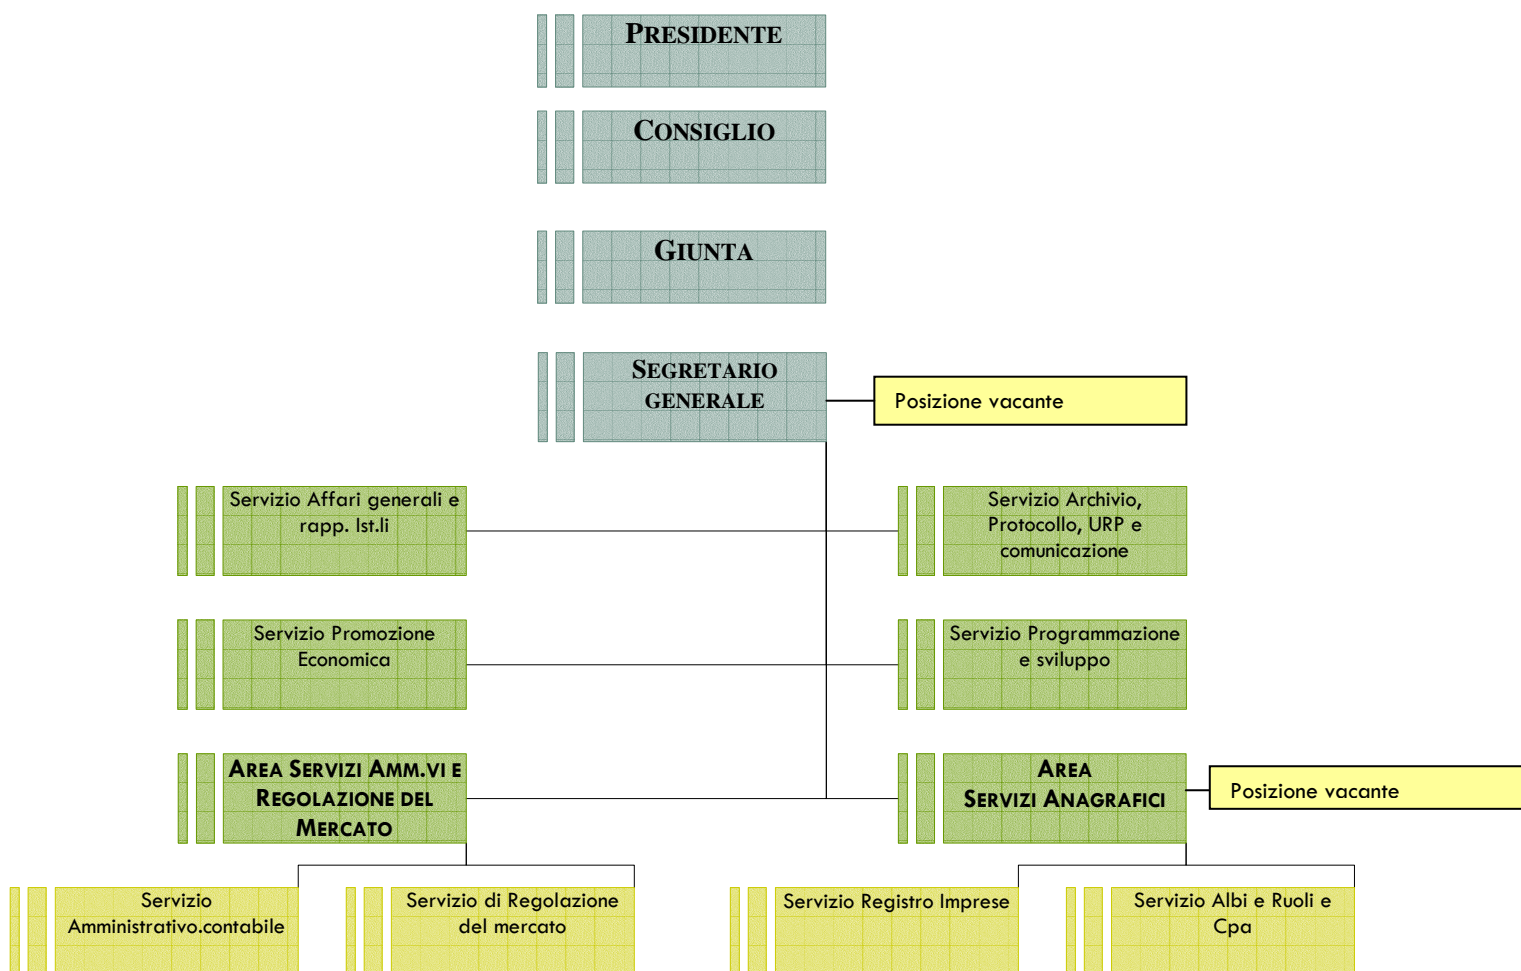 PRESIDENTE
CONSIGLIO
GIUNTA
SEGRETARIO
GENERALE
Posizione vacante
Servizio Affari generali e
rapp. Ist.li
Servizio Archivio,
Protocollo, URP e
comunicazione
Servizio Promozione
Economica
Servizio Programmazione
e sviluppo
AREA SERVIZI AMM.VI E
REGOLAZIONE DEL
MERCATO
AREA
SERVIZI ANAGRAFICI
Posizione vacante
Servizio
Amministrativo.contabile
Servizio di Regolazione
del mercato
Servizio Registro Imprese
Servizio Albi e Ruoli e
Cpa